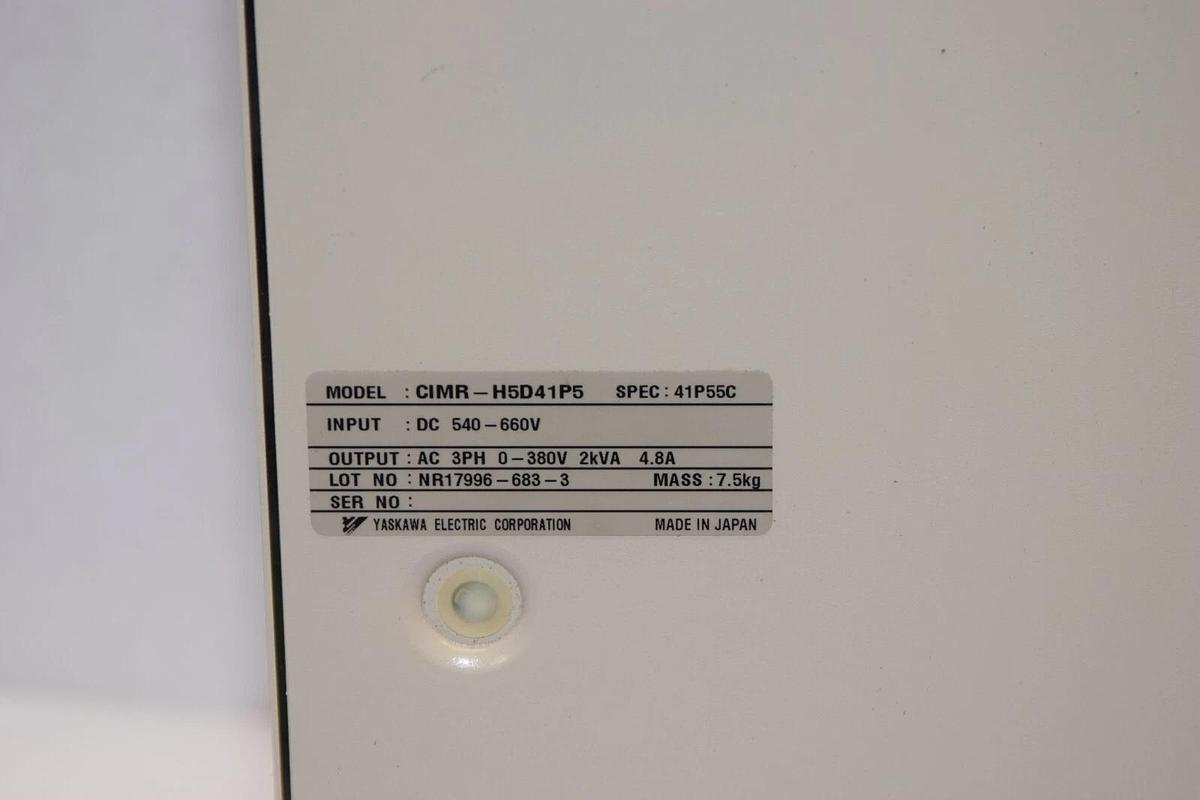 MODEL : CIMR-H5D41P5 SPEC: 41P55C
INPUT : DC 540-660V
OUTPUT : AC 3PH 0-380V 2kVA 4.8A
LOT NO : NR17996-683-3 MASS : 7.5kg
SER NO :
YASKAWA ELECTRIC CORPORATION MADE IN JAPAN